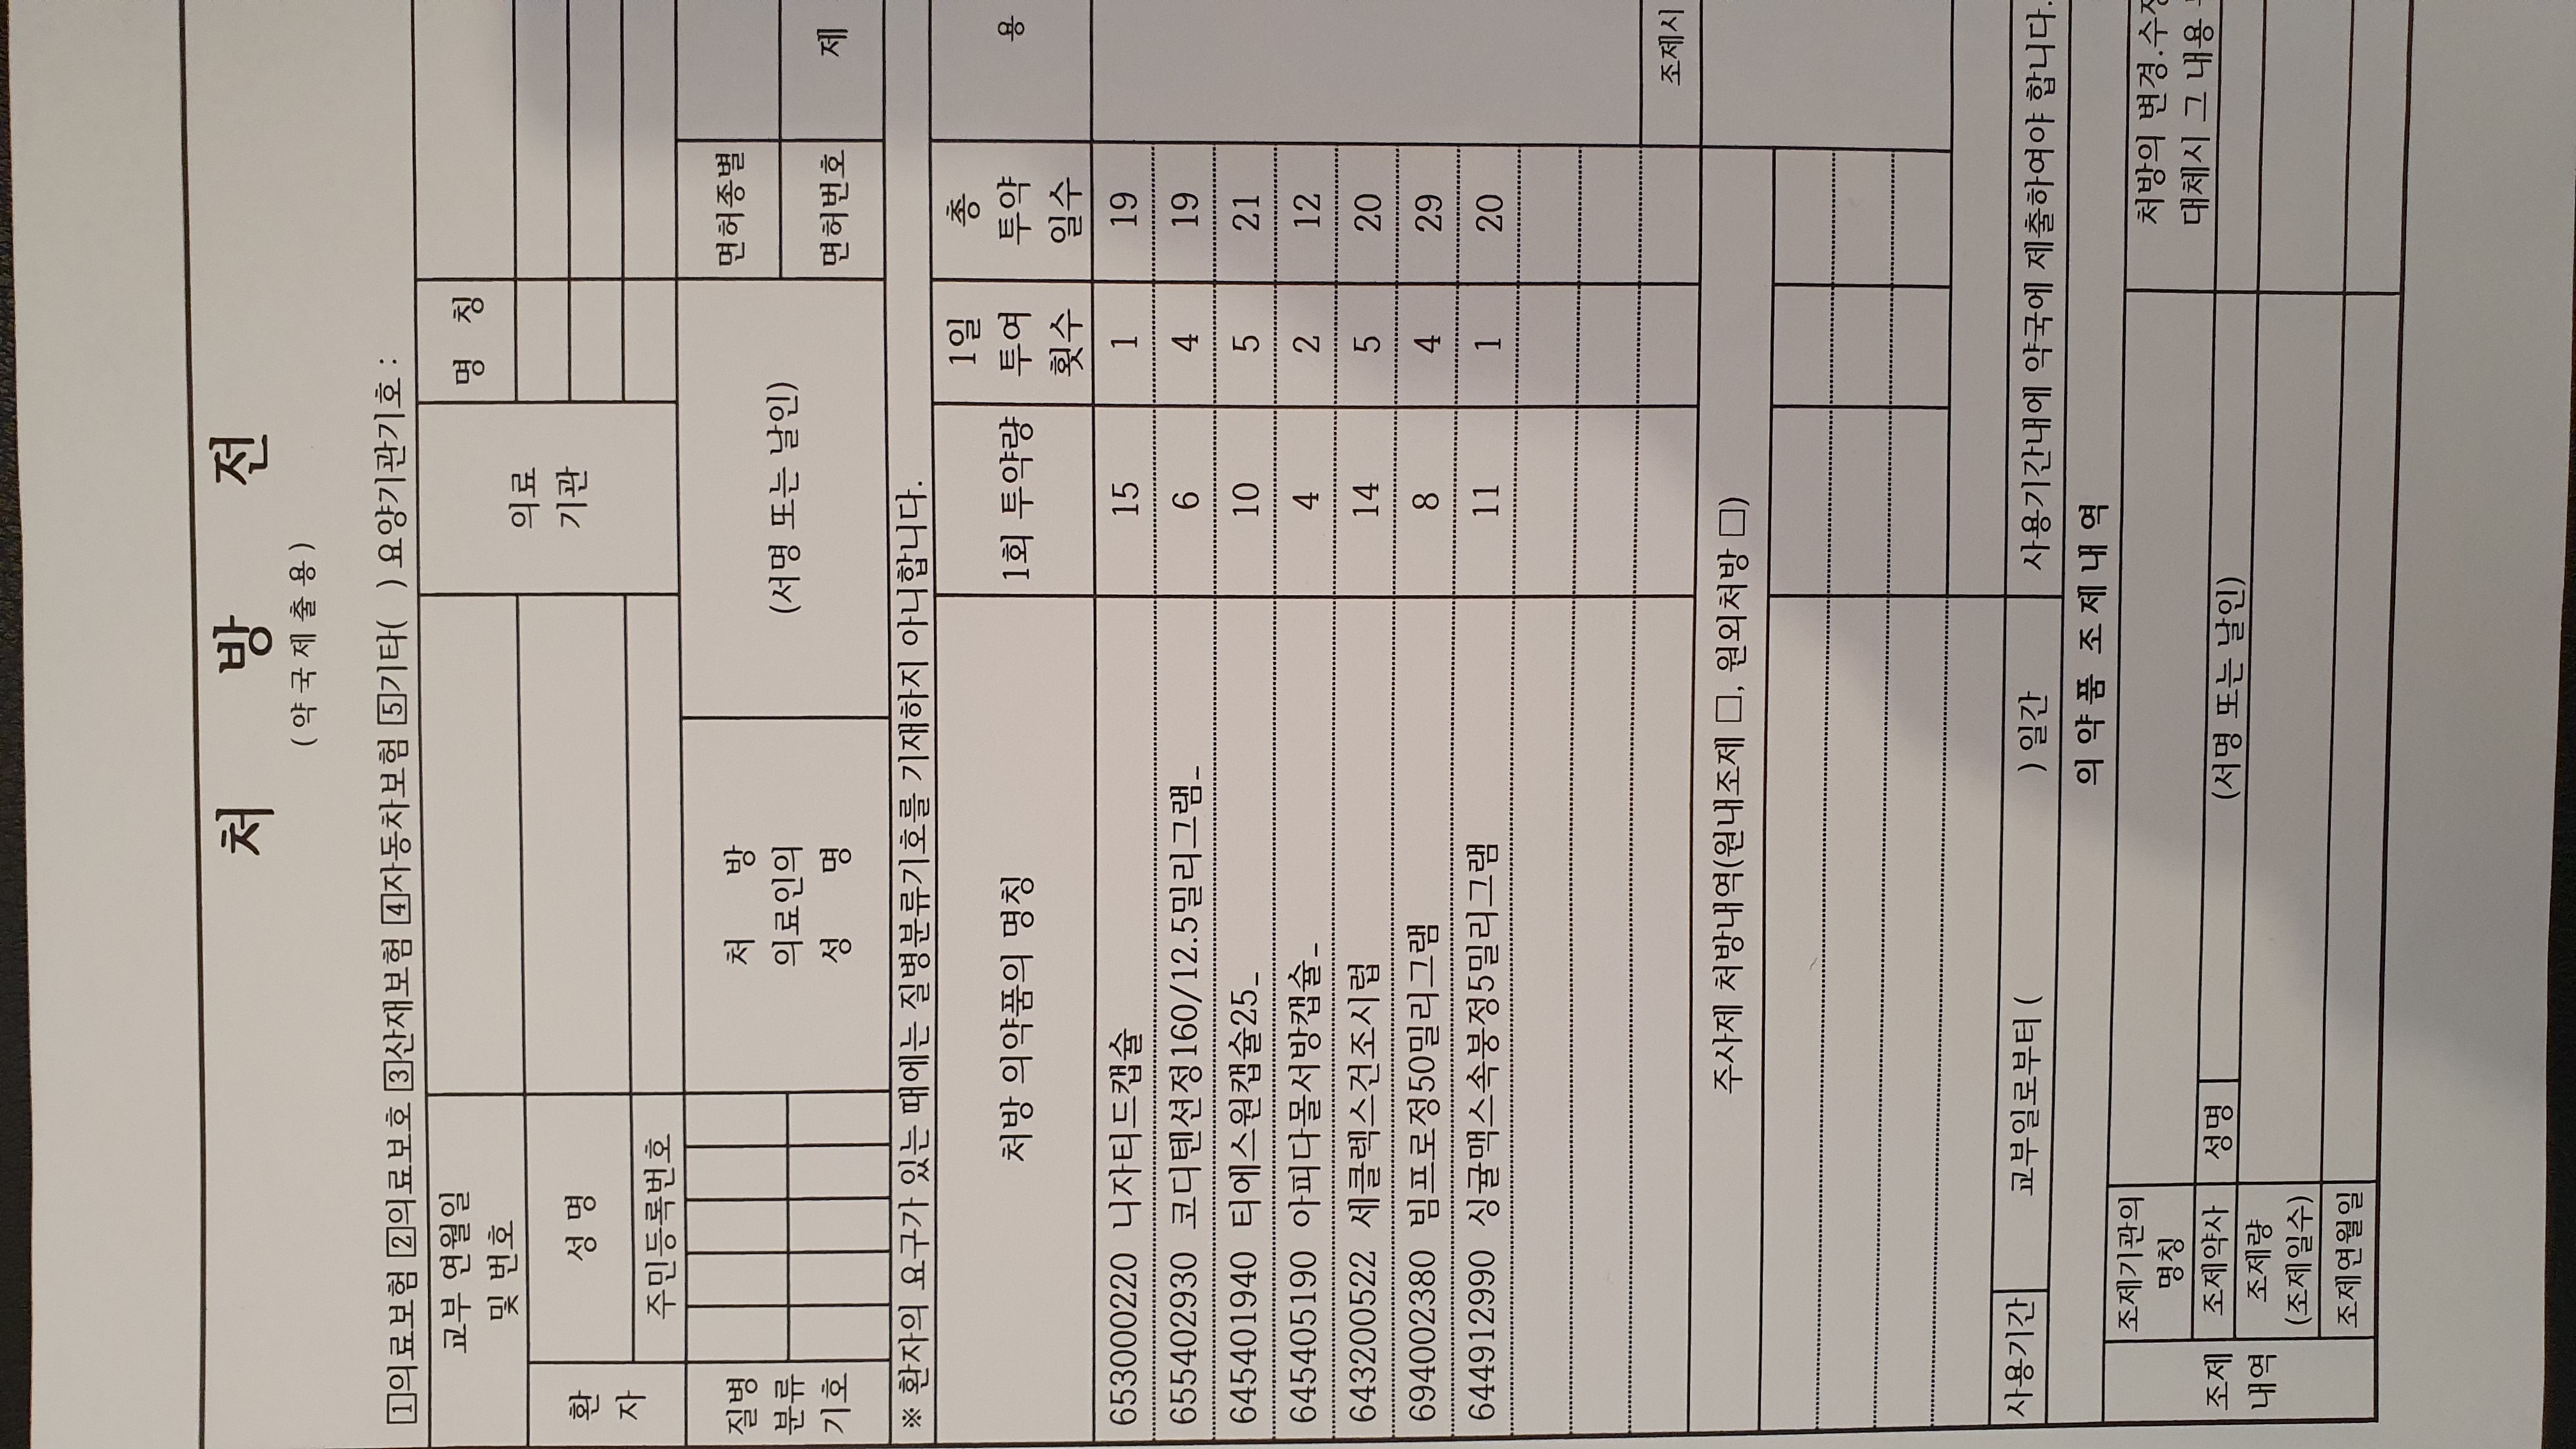 처 방 전
(약국제출용)
1의료보험 2의료보호 3산재보험 4자동차보험 5기타( ) 요양기관기호 :
교부 연월일
및 번호
의료
기관
명 칭
환
자
성 명
주민등록번호
질병
분류
기호
처 방
의료인의
성 명
(서명 또는 날인)
면허종별
면허번호
제
※ 환자의 요구가 있는 때에는 질병분류기호를 기재하지 아니합니다.
처방 의약품의 명칭
1회 투약량
1일
투여
횟수
총
투약
일수
용
653000220 니자티드캡슐 15 1 19
655402930 코디텐션정160/12.5밀리그램_ 6 4 19
645401940 티에스원캡슐25_ 10 5 21
645405190 아피다몰서방캡슐_ 4 2 12
643200522 세클렉스건조시럽 14 5 20
694002380 빔프로정50밀리그램 8 4 29
644912990 싱귤맥스속붕정5밀리그램 11 1 20
조제시
주사제 처방내역(원내조제 □, 원외처방 □)
사용기간 교부일로부터 ( ) 일간 사용기간내에 약국에 제출하여야 합니다.
의약품 조제내역
조제
내역
조제기관의
명칭
처방의 변경.수정
대체시 그 내용
조제약사 성명 (서명 또는 날인)
조제량
(조제일수)
조제연월일